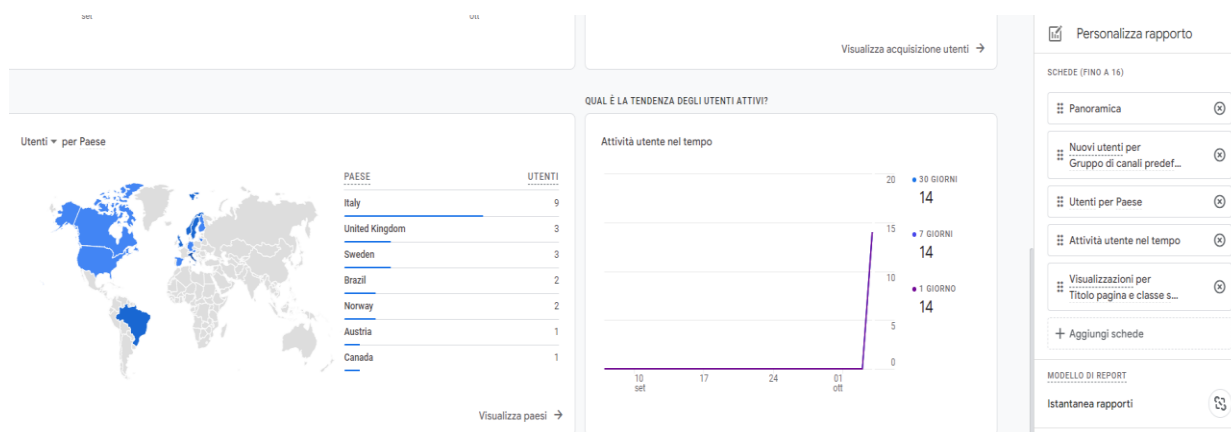 set
ott
Visualizza acquisizione utenti →
Utenti per Paese
PAESE UTENTI
Italy 9
United Kingdom 3
Sweden 3
Brazil 2
Norway 2
Austria 1
Canada 1
Visualizza paesi →
QUAL È LA TENDENZA DEGLI UTENTI ATTIVI?
Attività utente nel tempo
20
15
10
5
0
10 set
17
24
01 ott
30 GIORNI
14
7 GIORNI
14
1 GIORNO
14
Personalizza rapporto
SCHEDE (FINO A 16)
Panoramica
Nuovi utenti per
Gruppo di canali predef...
Utenti per Paese
Attività utente nel tempo
Visualizzazioni per
Titolo pagina e classe s...
+ Aggiungi schede
MODELLO DI REPORT
Istantanea rapporti